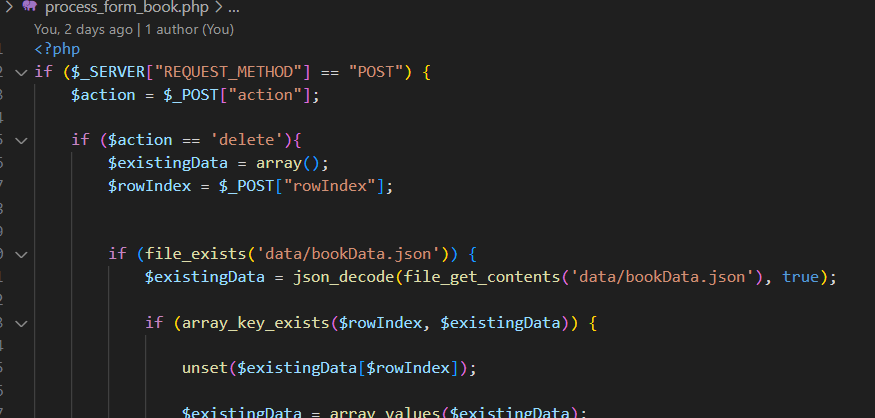 process_form_book.php > ...
You, 2 days ago | 1 author (You)
<?php
if ($_SERVER["REQUEST_METHOD"] == "POST") {
$action = $_POST["action"];
if ($action == 'delete'){
$existingData = array();
$rowIndex = $_POST["rowIndex"];
if (file_exists('data/bookData.json')) {
$existingData = json_decode(file_get_contents('data/bookData.json'), true);
if (array_key_exists($rowIndex, $existingData)) {
unset($existingData[$rowIndex]);
$existingData = array_values($existingData);